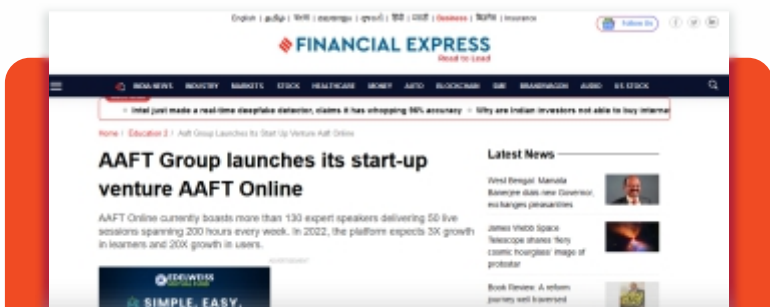 Follow Us
FINANCIAL EXPRESS
Read to Lead
INDIA NEWS INDUSTRY MARKETS STOCK HEALTHCARE MONEY AUTO BLOCKCHAIN SME BRANDWAGON AUDIO US STOCK
Intel just made a real-time deepfake detector, claims it has whopping 96% accuracy
Why are Indian investors not able to buy interna
Home / Education 2 / Aaft Group Launches Its Start Up Venture Aaft Online
AAFT Group launches its start-up
venture AAFT Online
AAFT Online currently boasts more than 130 expert speakers delivering 50 live
sessions spanning 200 hours every week. In 2022, the platform expects 3X growth
in learners and 20X growth in users.
ADVERTISEMENT
EDELWEISS
SIMPLE. EASY.
Latest News
West Bengal: Mamata
Banerjee dials new Governor,
exchanges pleasantries
James Webb Space
Telescope shares 'fiery
cosmic hourglass' image of
protostar
Book Review: A reform
journey well traversed